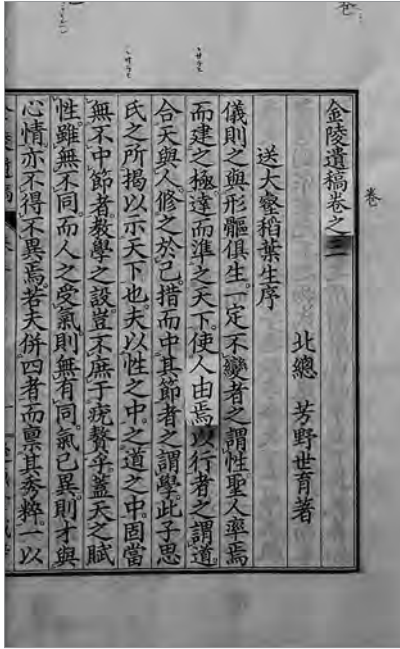 金陵遺稿卷之三
北總　芳野世育著
送大壑稻葉生序
儀則之與形軀俱生。一定不變者之謂性。聖人率焉
而建之極。達而準之天下。使人由焉以行者之謂道。
合天與人。修之於己。措而中其節者之謂學。此子思
氏之所揭以示天下也。夫以性之中。之道之中。固當
無不中節者。教學之設。豈不庶于疣贅乎。蓋天之賦
性。雖無不同。而人之受氣則無有同。氣已異。則才與
心情。亦不得不異焉。若夫併四者而禀其秀粹。一以
卷